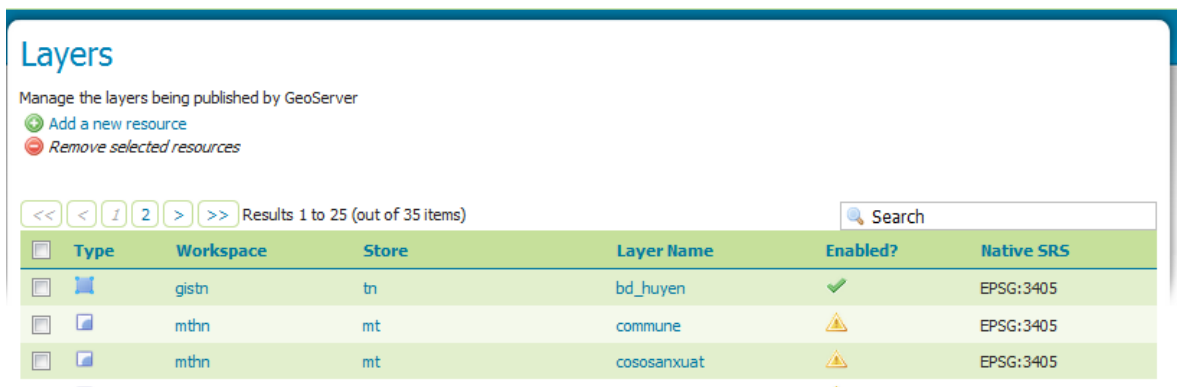 Layers
Manage the layers being published by GeoServer
Add a new resource
Remove selected resources
<< < 1 2 > >> Results 1 to 25 (out of 35 items) Search
Type Workspace Store Layer Name Enabled? Native SRS
gistn tn bd_huyen EPSG:3405
mthn mt commune EPSG:3405
mthn mt cososanxuat EPSG:3405